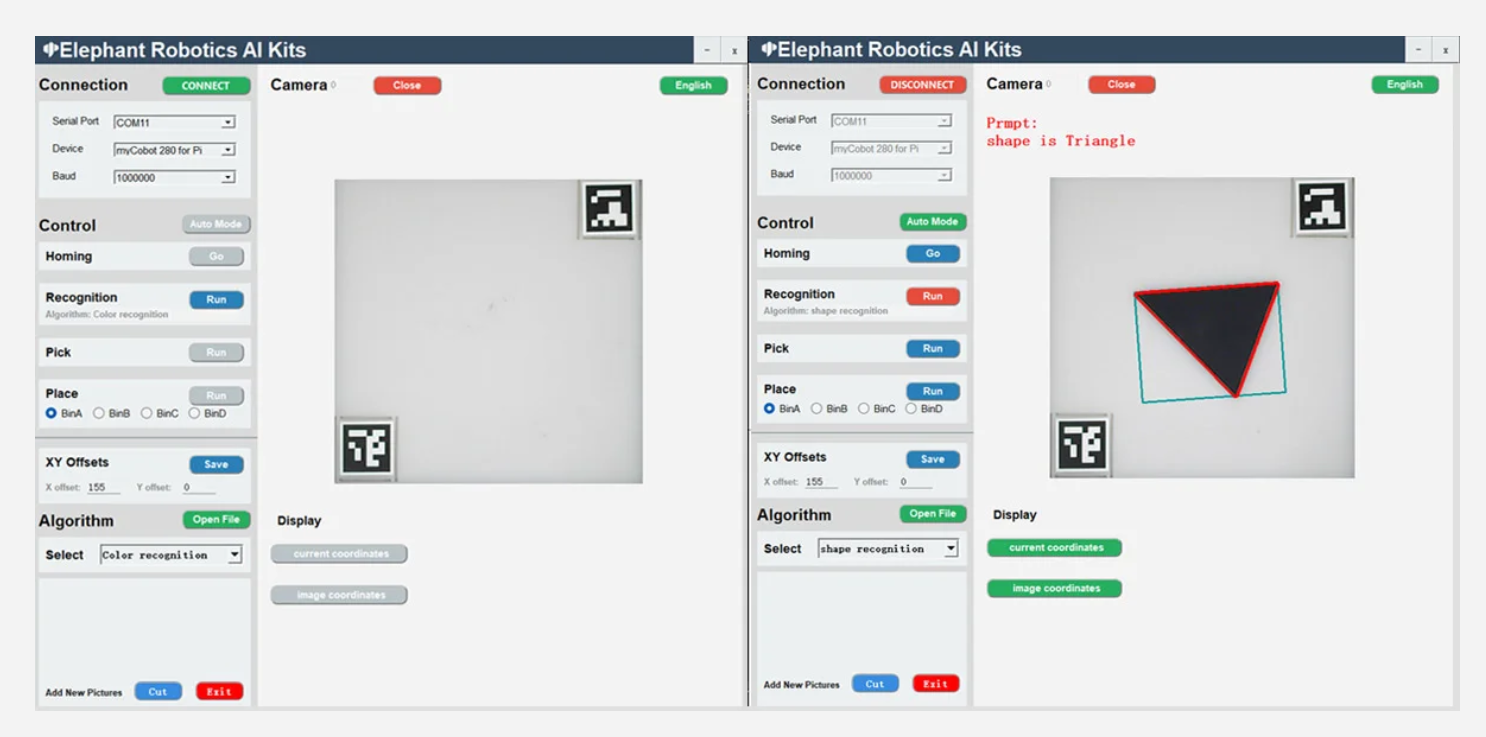 Elephant Robotics AI Kits
- x
Connection CONNECT
Serial Port COM11
Device myCobot 280 for Pi
Baud 1000000
Control Auto Mode
Homing Go
Recognition Run
Algorithm: Color recognition
Pick Run
Place Run
BinA BinB BinC BinD
XY Offsets Save
X offset: 155 Y offset: 0
Algorithm Open File
Select Color recognition
Add New Pictures Cut Exit
Camera 0 Close English
Display
current coordinates
image coordinates
Elephant Robotics AI Kits
- x
Connection DISCONNECT
Serial Port COM11
Device myCobot 280 for Pi
Baud 1000000
Control Auto Mode
Homing Go
Recognition Run
Algorithm: shape recognition
Pick Run
Place Run
BinA BinB BinC BinD
XY Offsets Save
X offset: 155 Y offset: 0
Algorithm Open File
Select shape recognition
Add New Pictures Cut Exit
Camera 0 Close English
Prmpt:
shape is Triangle
Display
current coordinates
image coordinates